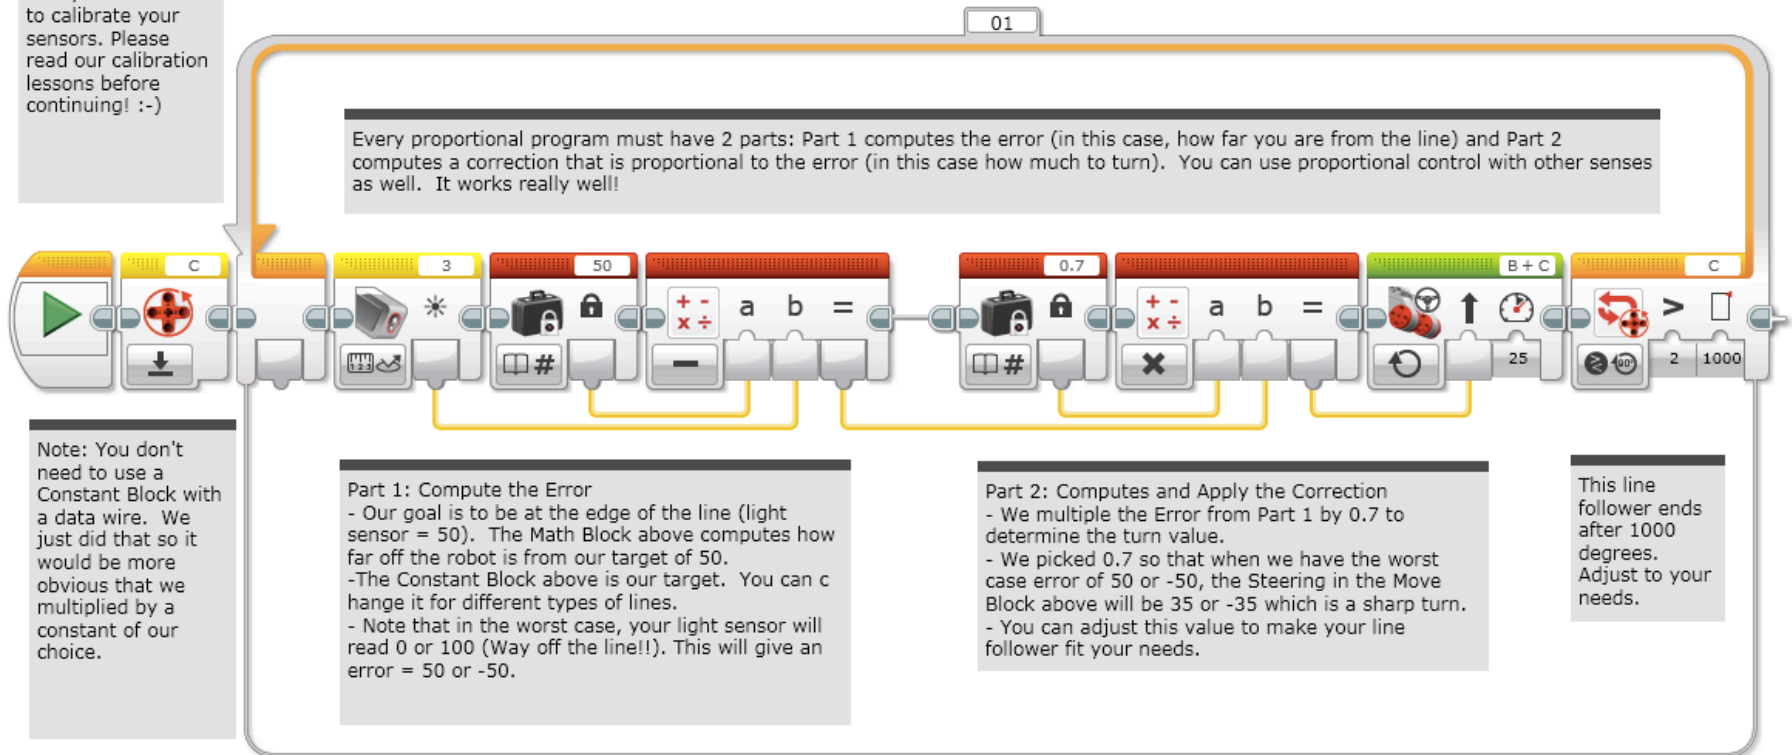 to calibrate your
sensors. Please
read our calibration
lessons before
continuing! :-)
01
Every proportional program must have 2 parts: Part 1 computes the error (in this case, how far you are from the line) and Part 2
computes a correction that is proportional to the error (in this case how much to turn).  You can use proportional control with other senses
as well.  It works really well!
C
3
50
0.7
B + C
C
+ -
x ÷
a b =
+ -
x ÷
a b =
>
1 2 3
#
−
#
×
25
90°
2
1000
Note: You don't
need to use a
Constant Block with
a data wire.  We
just did that so it
would be more
obvious that we
multiplied by a
constant of our
choice.
Part 1: Compute the Error
- Our goal is to be at the edge of the line (light
sensor = 50).  The Math Block above computes how
far off the robot is from our target of 50.
-The Constant Block above is our target.  You can c
hange it for different types of lines.
- Note that in the worst case, your light sensor will
read 0 or 100 (Way off the line!!). This will give an
error = 50 or -50.
Part 2: Computes and Apply the Correction
- We multiple the Error from Part 1 by 0.7 to
determine the turn value.
- We picked 0.7 so that when we have the worst
case error of 50 or -50, the Steering in the Move
Block above will be 35 or -35 which is a sharp turn.
- You can adjust this value to make your line
follower fit your needs.
This line
follower ends
after 1000
degrees.
Adjust to your
needs.